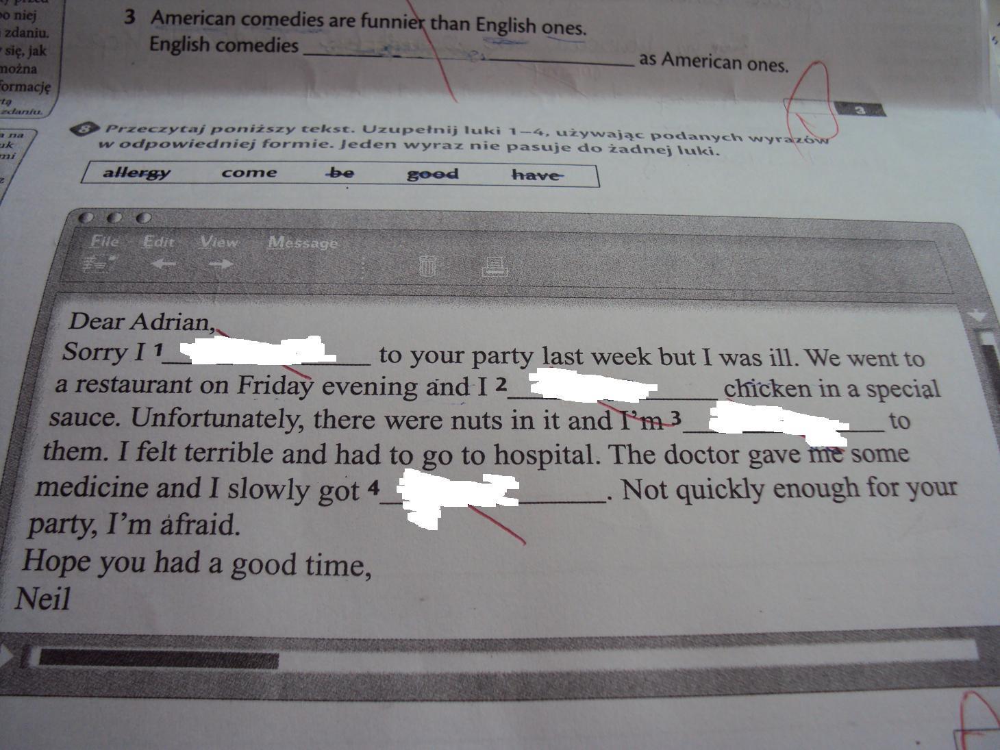 przed
po niej
zdaniu.
się, jak
można
formację
tą
zdaniu.
3 American comedies are funnier than English ones.
English comedies ____ as American ones.
3
a na
mi
z
8 Przeczytaj poniższy tekst. Uzupełnij luki 1–4, używając podanych wyrazów
w odpowiedniej formie. Jeden wyraz nie pasuje do żadnej luki.
allergy come be good have
File Edit View Message
Dear Adrian,
Sorry I 1____ to your party last week but I was ill. We went to
a restaurant on Friday evening and I 2____ chicken in a special
sauce. Unfortunately, there were nuts in it and I'm 3____ to
them. I felt terrible and had to go to hospital. The doctor gave me some
medicine and I slowly got 4____. Not quickly enough for your
party, I'm afraid.
Hope you had a good time,
Neil